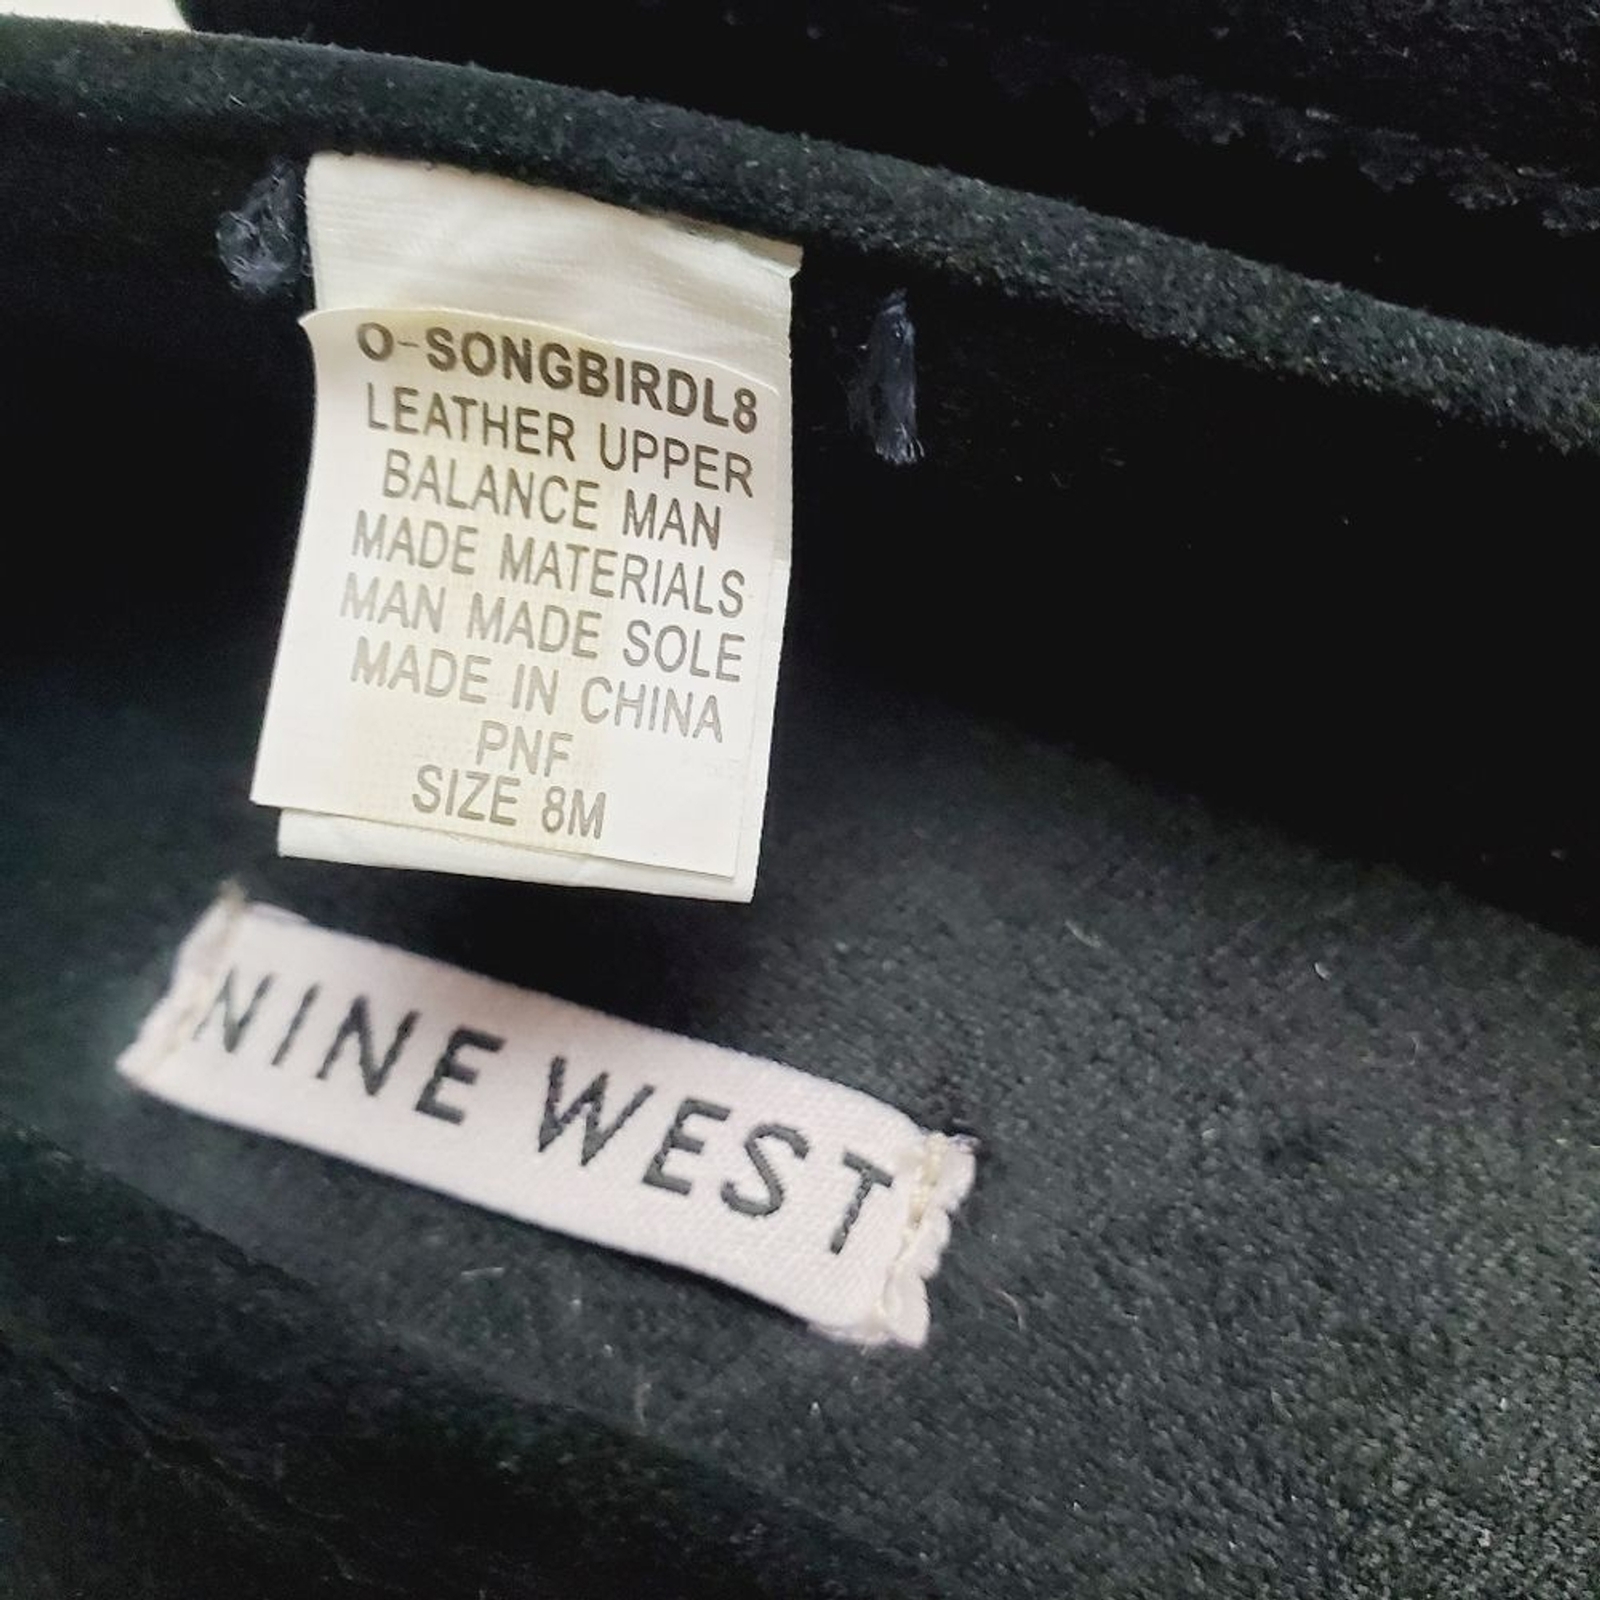 O-SONGBIRDL8
LEATHER UPPER
BALANCE MAN
MADE MATERIALS
MAN MADE SOLE
MADE IN CHINA
PNF
SIZE 8M
NINE WEST